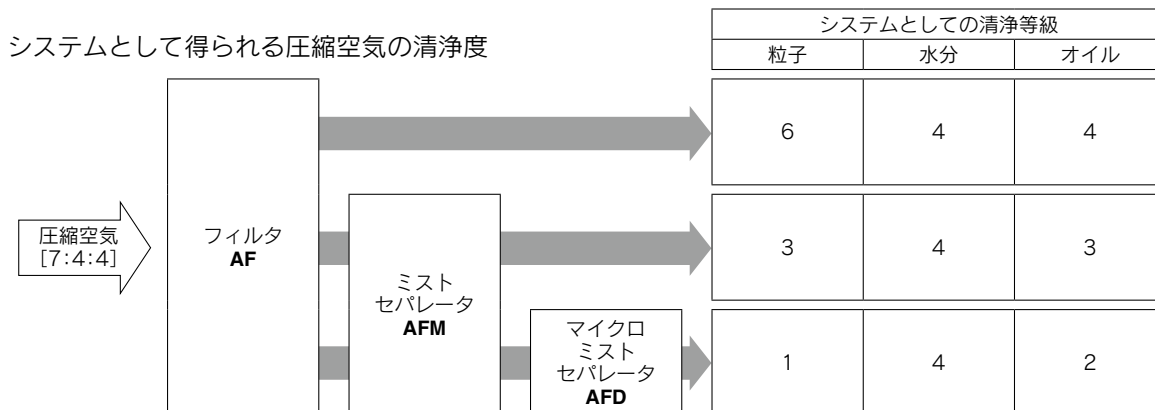 システムとして得られる圧縮空気の清浄度
システムとしての清浄等級
粒子 水分 オイル
6 4 4
圧縮空気
[7:4:4]
フィルタ
AF
3 4 3
ミスト
セパレータ
AFM
マイクロ
ミスト
セパレータ
AFD
1 4 2